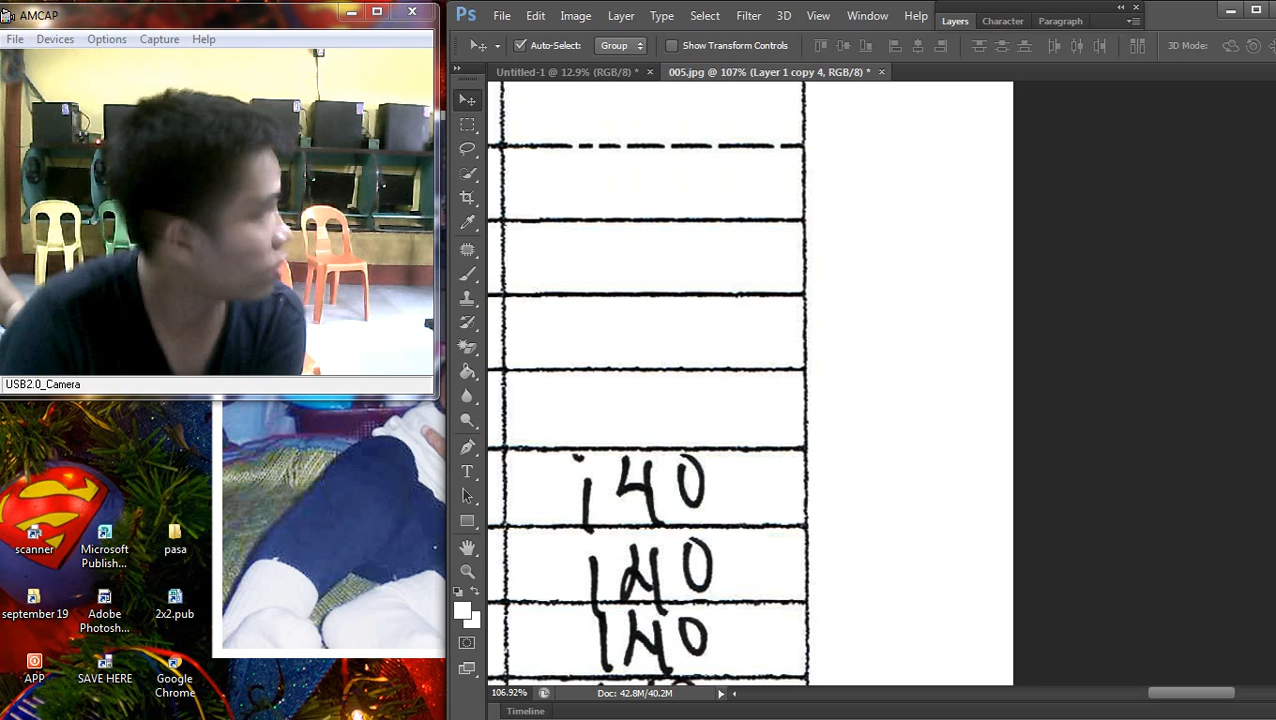 AMCAP
File Devices Options Capture Help
USB2.0_Camera
scanner
Microsoft Publish...
pasa
september 19
Adobe Photosh...
2x2.pub
APP
SAVE HERE
Google Chrome
Ps File Edit Image Layer Type Select Filter 3D View Window Help
Layers Character Paragraph
Auto-Select: Group Show Transform Controls 3D Mode:
Untitled-1 @ 12.9% (RGB/8) * × 005.jpg @ 107% (Layer 1 copy 4, RGB/8) * ×
140
140
140
106.92% Doc: 42.8M/40.2M
Timeline